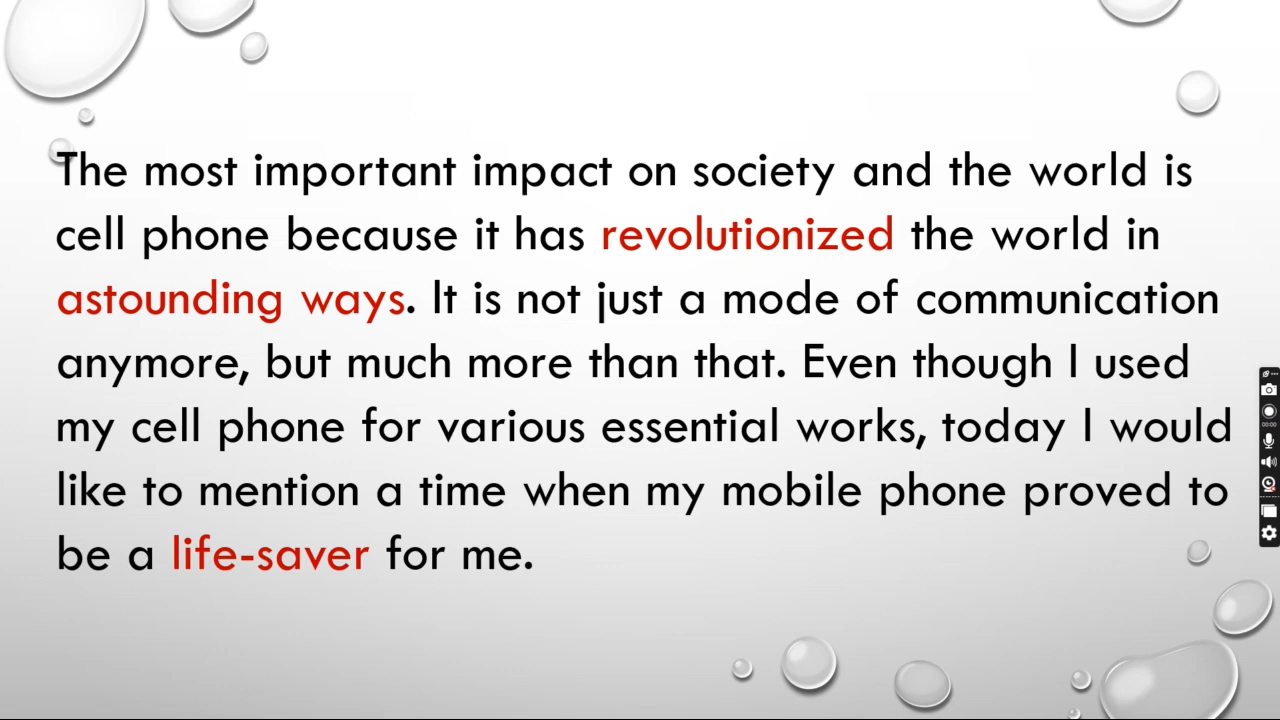 The most important impact on society and the world is
cell phone because it has revolutionized the world in
astounding ways. It is not just a mode of communication
anymore, but much more than that. Even though I used
my cell phone for various essential works, today I would
like to mention a time when my mobile phone proved to
be a life-saver for me.
00:00